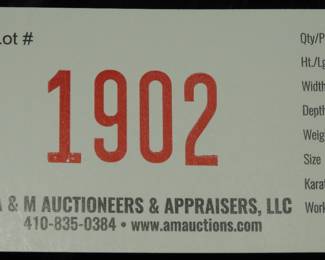 Lot #
1902
A & M AUCTIONEERS & APPRAISERS, LLC
410-835-0384 • www.amauctions.com
Qty/P
Ht./Lg
Width
Depth
Weig
Size
Kara
Work